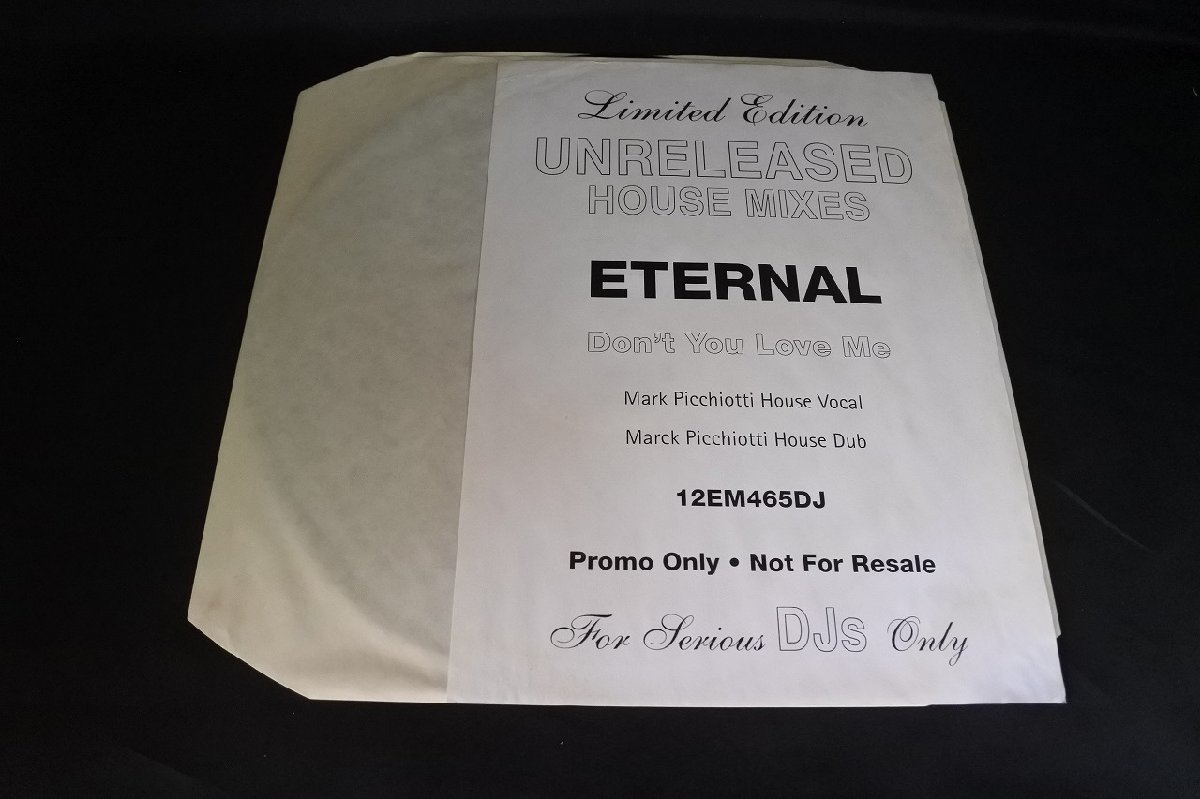 Limited Edition
UNRELEASED
HOUSE MIXES
ETERNAL
Don't You Love Me
Mark Picchiotti House Vocal
Marck Picchiotti House Dub
12EM465DJ
Promo Only • Not For Resale
For Serious DJs Only